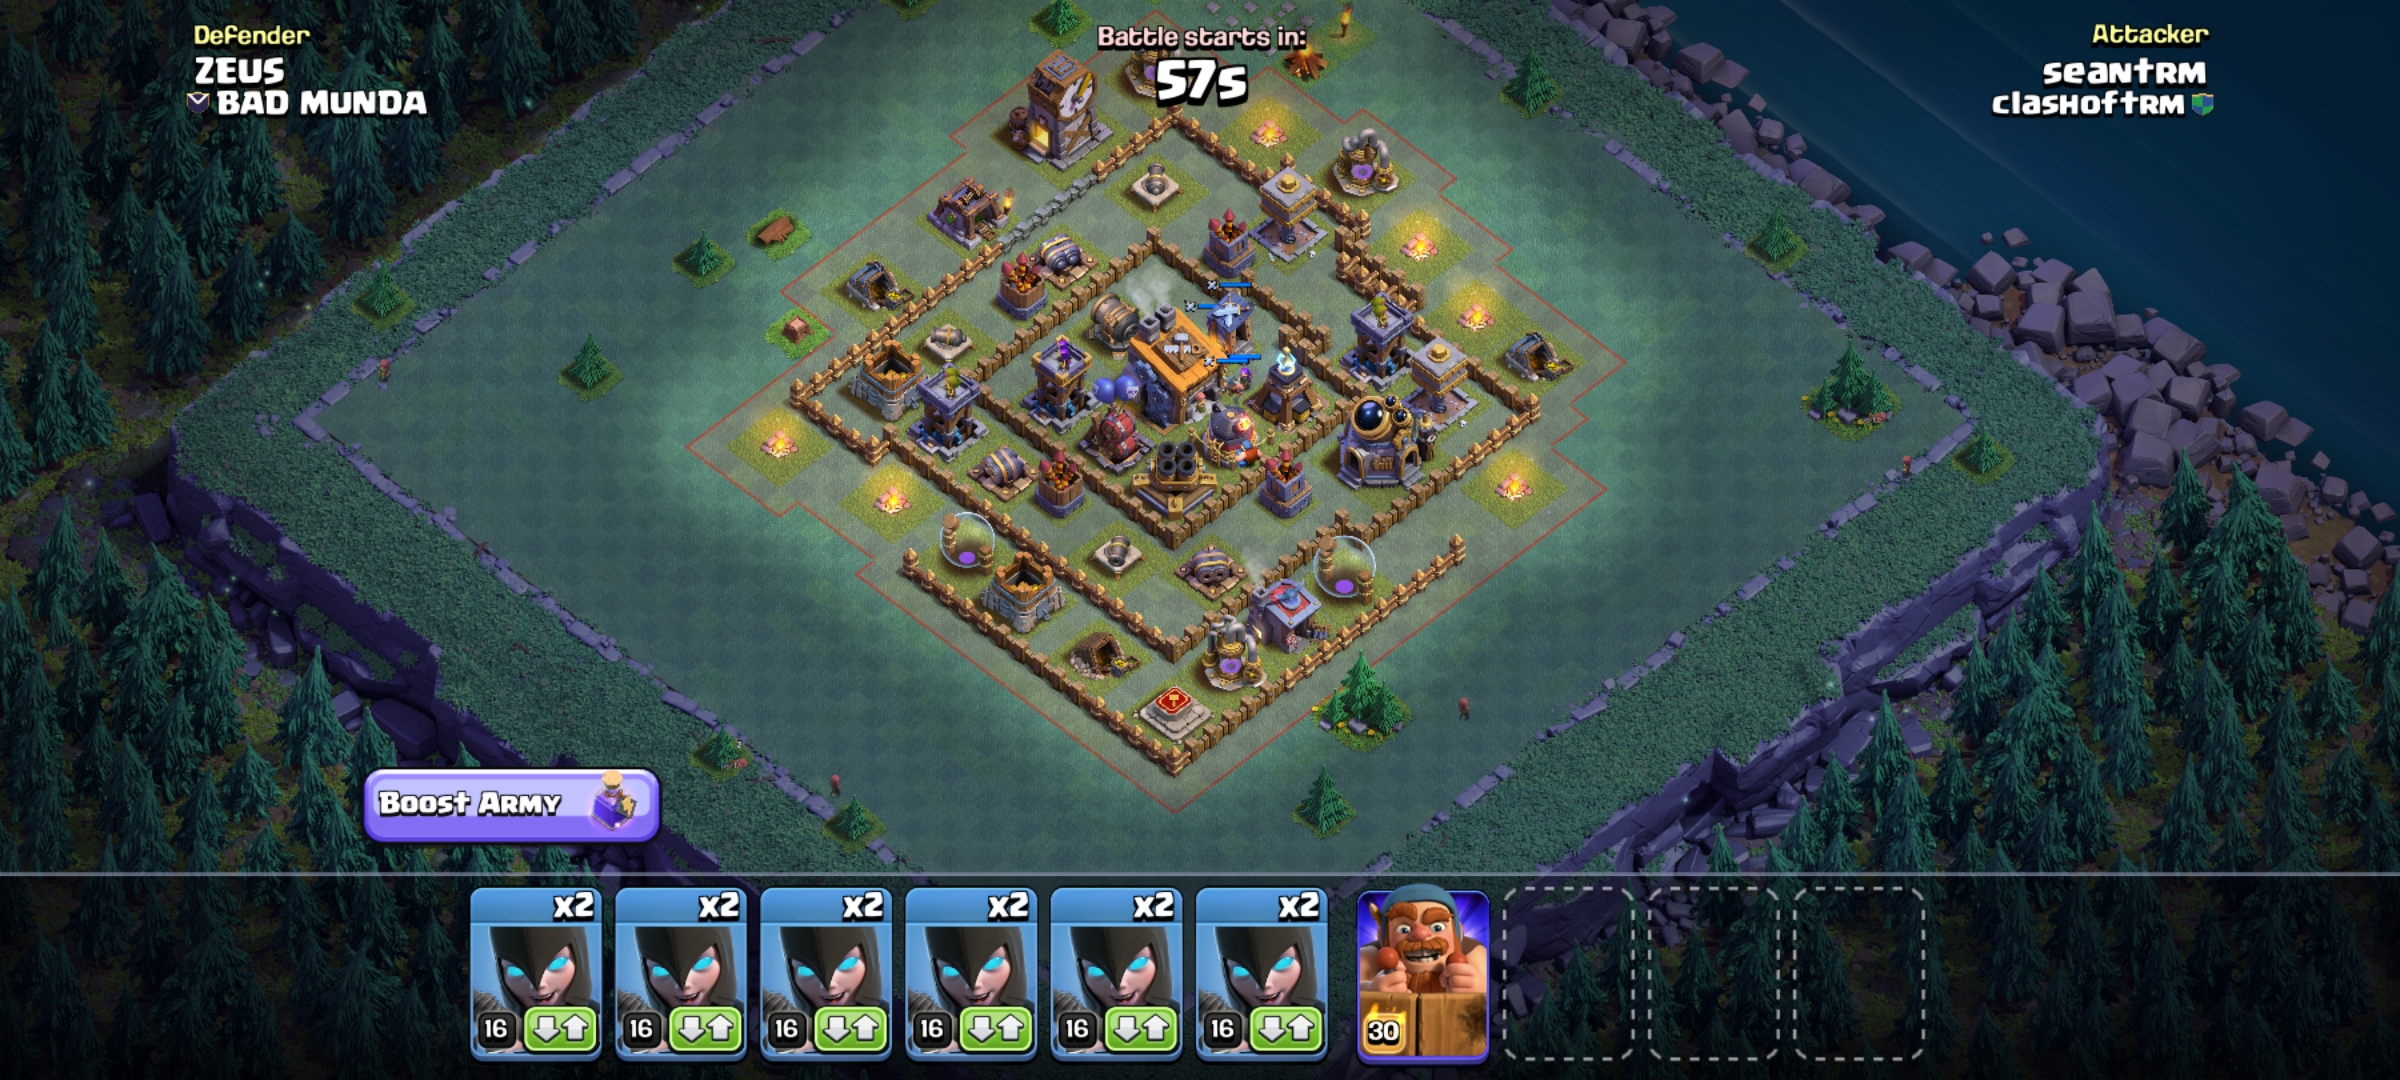 Defender
ZEUS
BAD MUNDA
Battle starts in:
57s
Attacker
seantRM
clashoftRM
Boost Army
x2
x2
x2
x2
x2
x2
16
16
16
16
16
16
30